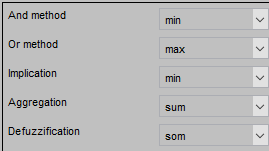 And method min
Or method max
Implication min
Aggregation sum
Defuzzification som